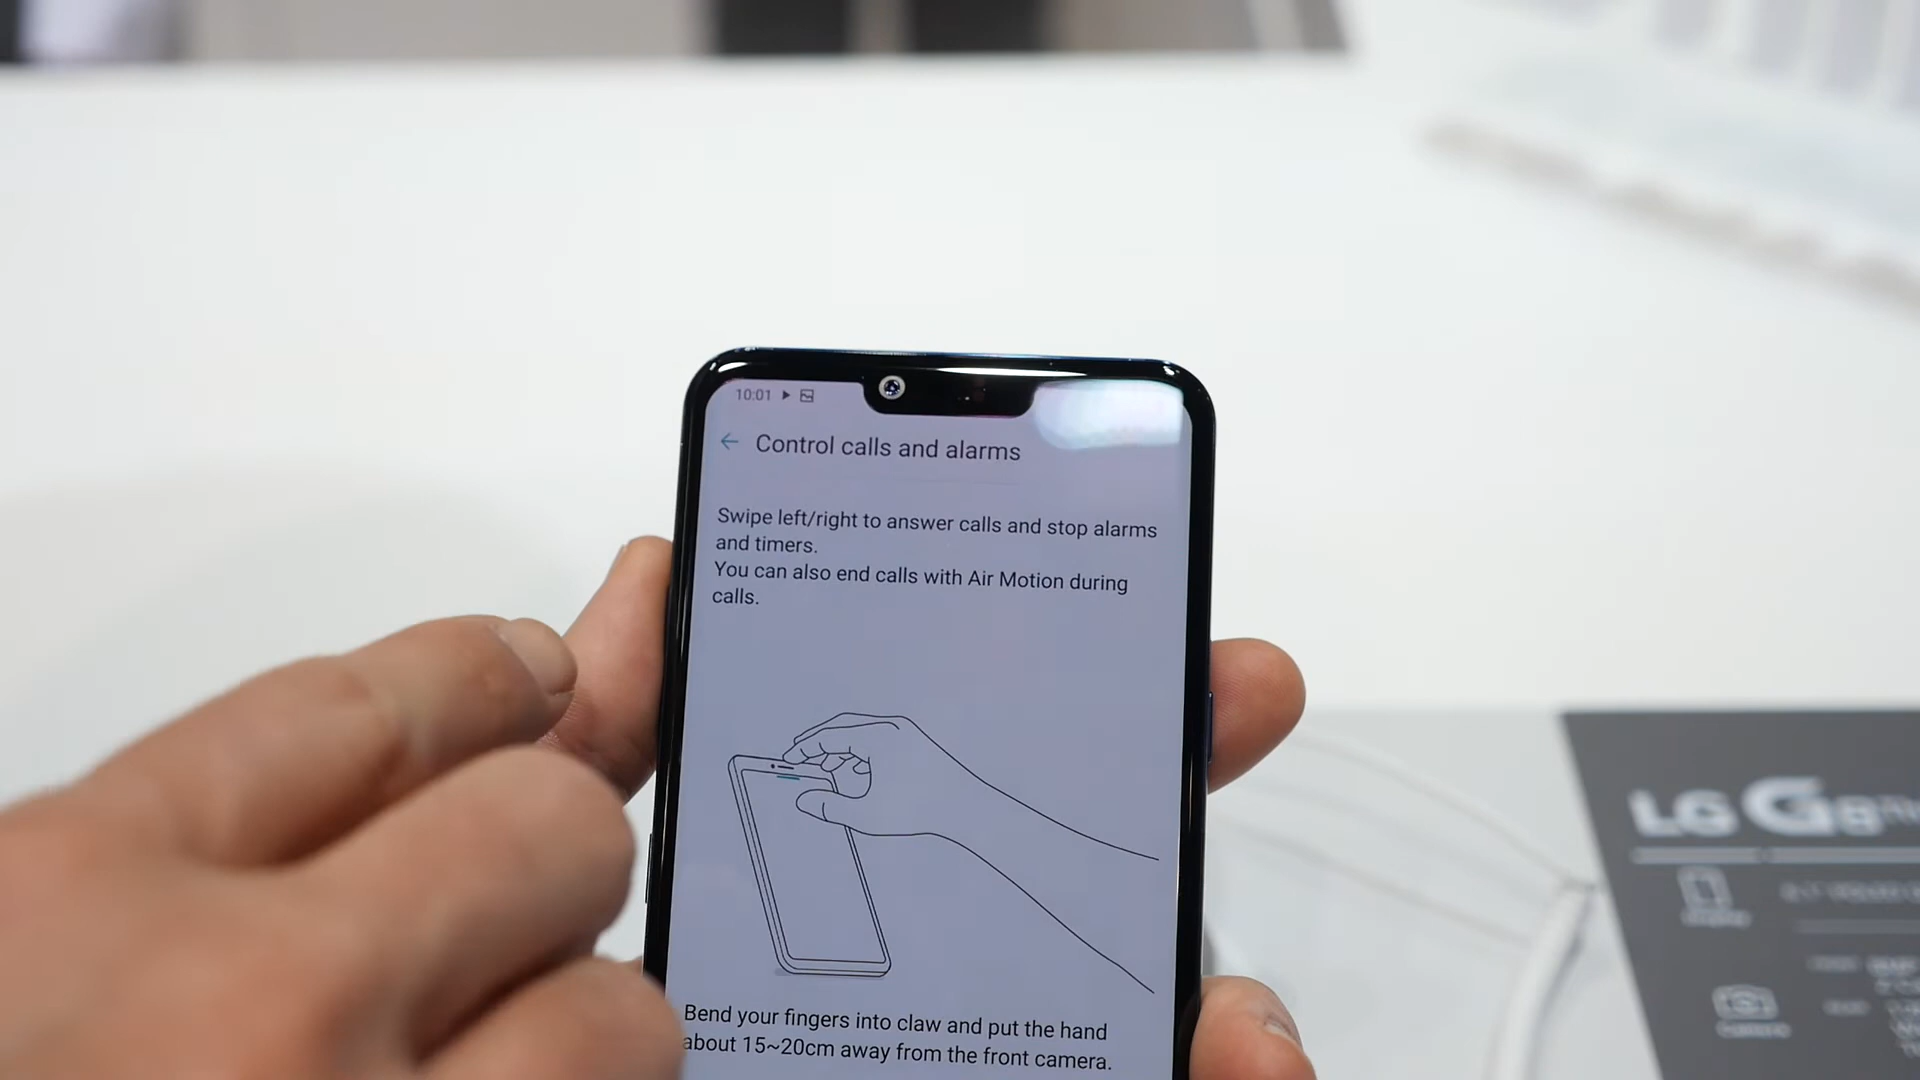 10:01
Control calls and alarms
Swipe left/right to answer calls and stop alarms
and timers.
You can also end calls with Air Motion during
calls.
Bend your fingers into claw and put the hand
about 15~20cm away from the front camera.
LG G8
Display
Camera